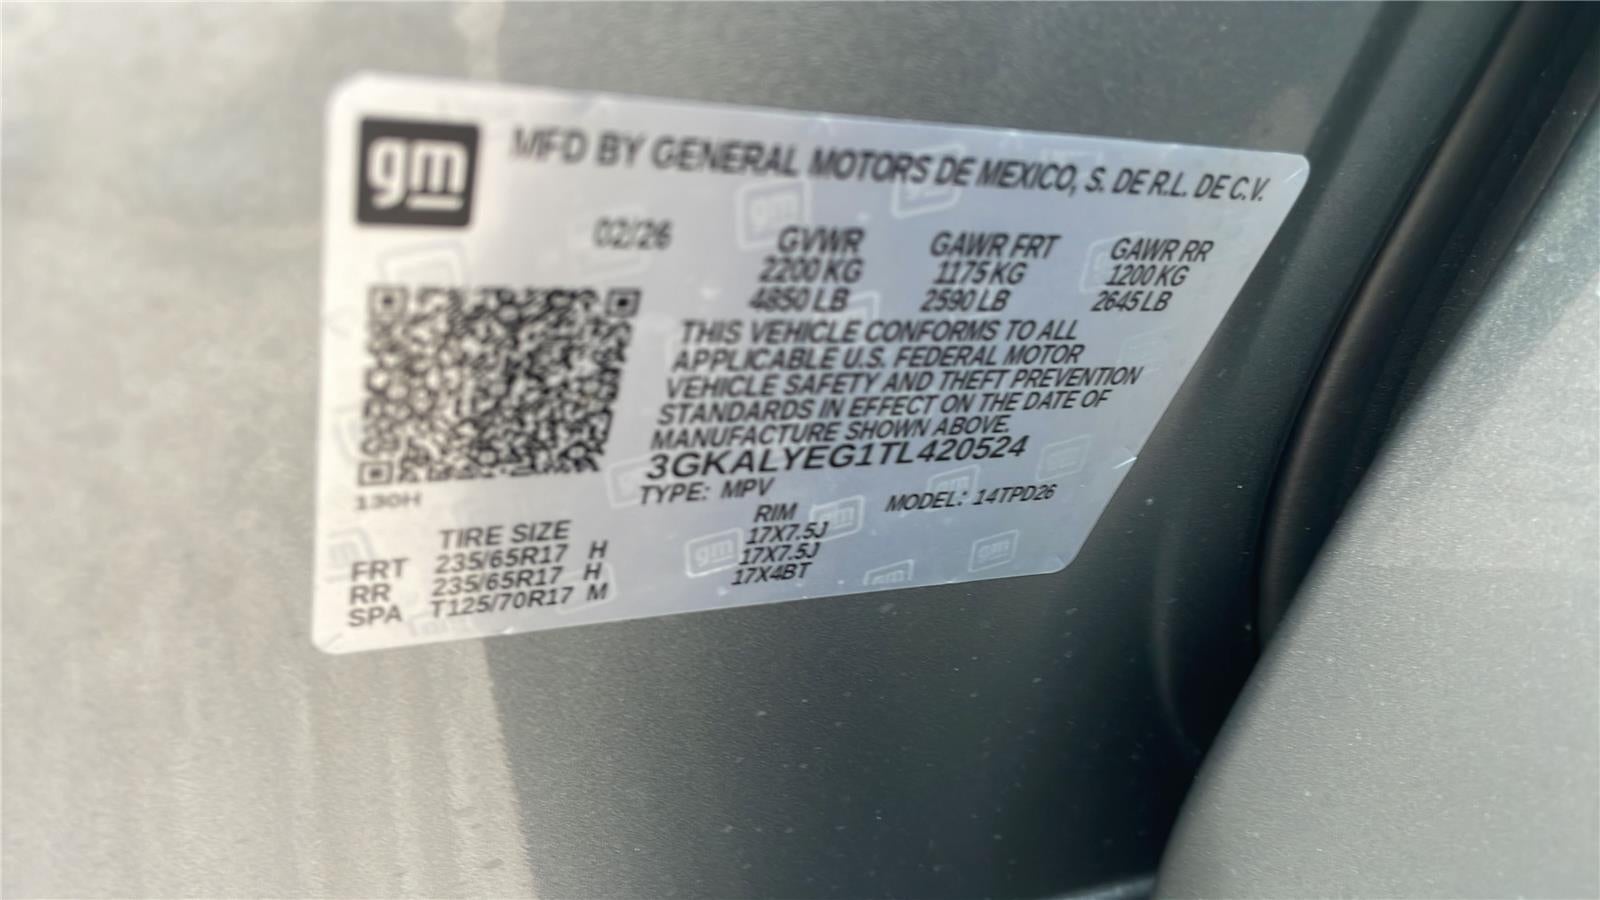 gm MFD BY GENERAL MOTORS DE MEXICO, S. DE R.L. DE C.V.
02/26 GVWR GAWR FRT GAWR RR
2200 KG 1175 KG 1200 KG
4850 LB 2590 LB 2645 LB
THIS VEHICLE CONFORMS TO ALL
APPLICABLE U.S. FEDERAL MOTOR
VEHICLE SAFETY AND THEFT PREVENTION
STANDARDS IN EFFECT ON THE DATE OF
MANUFACTURE SHOWN ABOVE.
3GKALYEG1TL420524
130H
TYPE: MPV MODEL: 14TPD26
TIRE SIZE RIM
FRT 235/65R17 H 17X7.5J
RR 235/65R17 H 17X7.5J
SPA T125/70R17 M 17X4BT